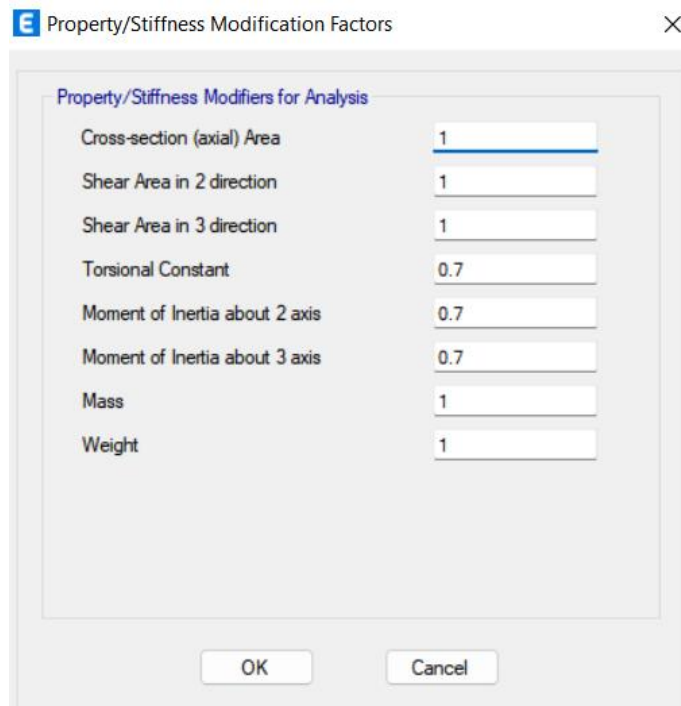 E Property/Stiffness Modification Factors
Property/Stiffness Modifiers for Analysis
Cross-section (axial) Area 1
Shear Area in 2 direction 1
Shear Area in 3 direction 1
Torsional Constant 0.7
Moment of Inertia about 2 axis 0.7
Moment of Inertia about 3 axis 0.7
Mass 1
Weight 1
OK Cancel